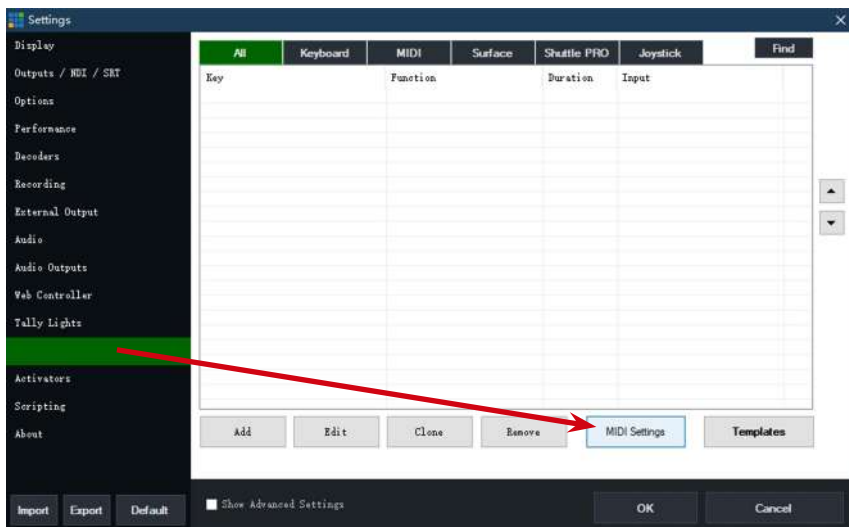 Settings
Display
Outputs / NDI / SRT
Options
Performance
Decoders
Recording
External Output
Audio
Audio Outputs
Web Controller
Tally Lights
Activators
Scripting
About
Import Export Default
All Keyboard MIDI Surface Shuttle PRO Joystick Find
Key Function Duration Input
Add Edit Clone Remove MIDI Settings Templates
Show Advanced Settings OK Cancel